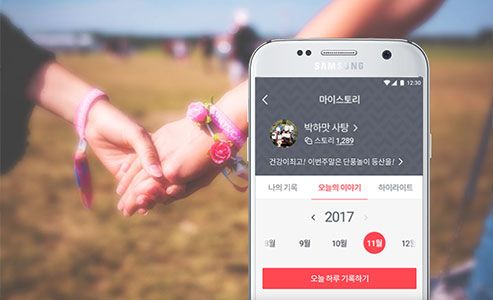 SAMSUNG
12:30
마이스토리
박하맛 사탕
스토리 1,289
건강이최고! 이번주말은 단풍놀이 등산을!
나의 기록 오늘의 이야기 하이라이트
2017
8월 9월 10월 11월 12월
오늘 하루 기록하기